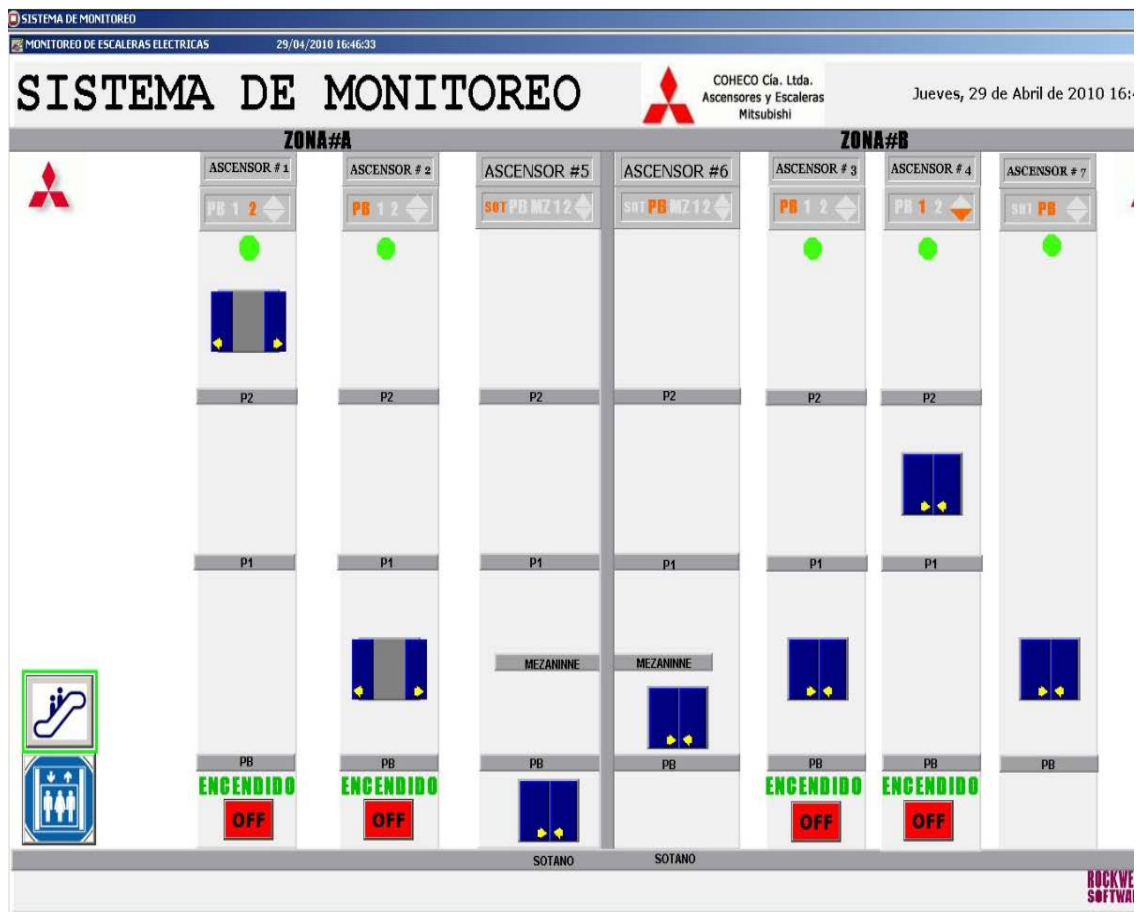 SISTEMA DE MONITOREO
MONITOREO DE ESCALERAS ELECTRICAS 29/04/2010 16:46:33
SISTEMA DE MONITOREO
COHECO Cía. Ltda.
Ascensores y Escaleras
Mitsubishi
Jueves, 29 de Abril de 2010 16:4
ZONA#A ZONA#B
ASCENSOR # 1 ASCENSOR # 2 ASCENSOR #5 ASCENSOR #6 ASCENSOR # 3 ASCENSOR # 4 ASCENSOR # 7
PB 1 2 PB 1 2 SOT PB MZ 1 2 SOT PB MZ 1 2 PB 1 2 PB 1 2 SOT PB
P2 P2 P2 P2 P2 P2
P1 P1 P1 P1 P1 P1
MEZANINNE MEZANINNE
PB PB PB PB PB PB PB
ENCENDIDO ENCENDIDO ENCENDIDO ENCENDIDO
OFF OFF OFF OFF
SOTANO SOTANO
ROCKWE
SOFTWAR